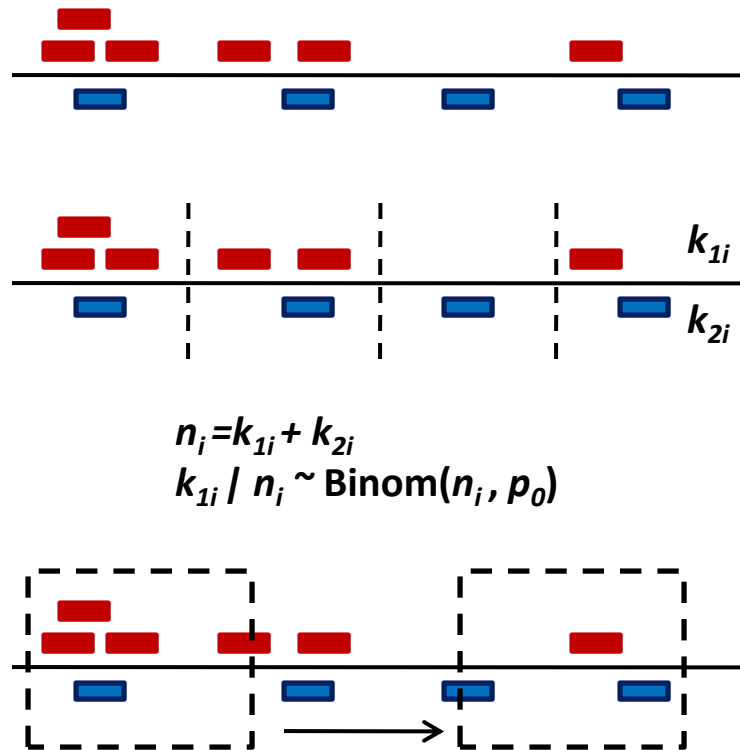 k1i
k2i
ni =k1i + k2i
k1i | ni ~ Binom(ni , p0)